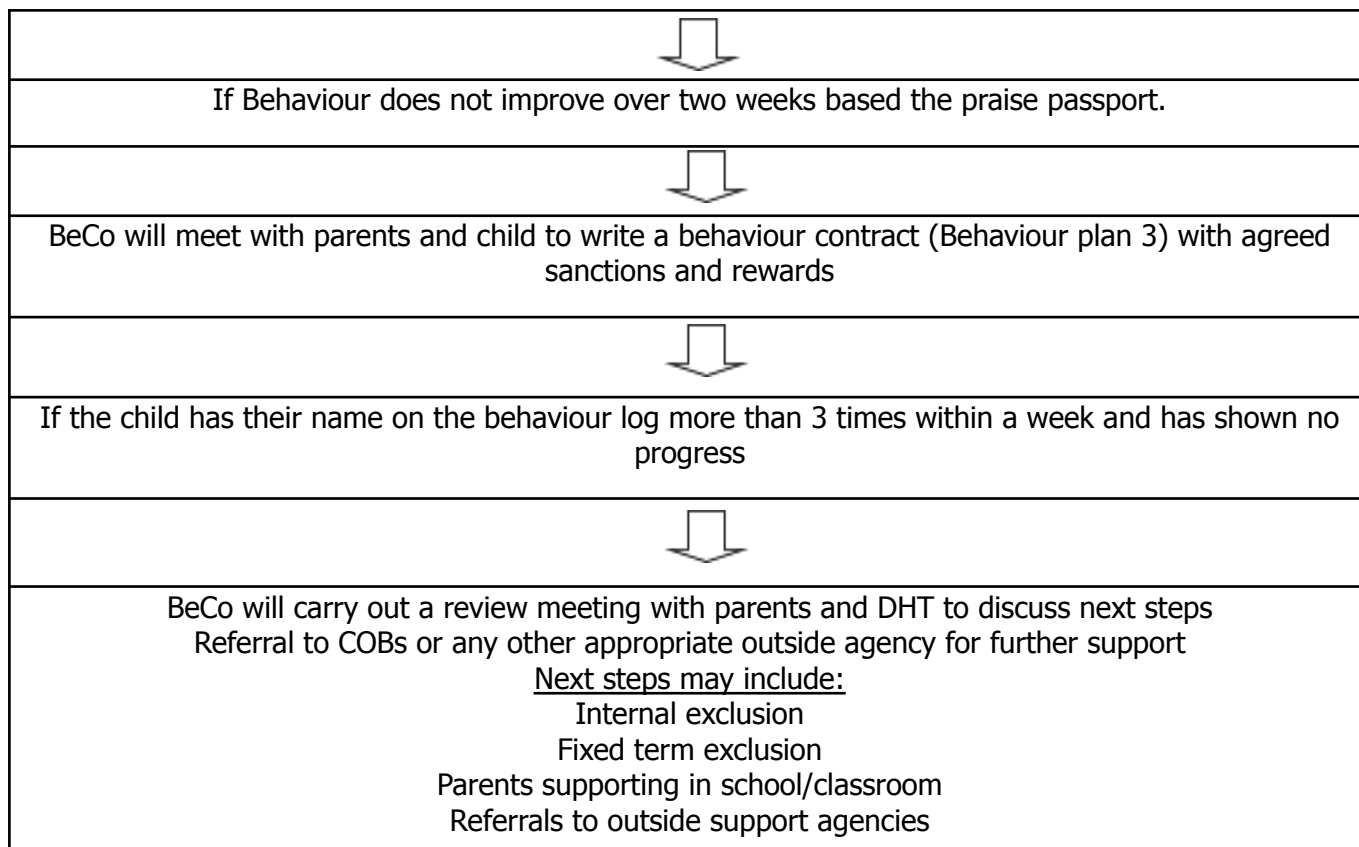 If Behaviour does not improve over two weeks based the praise passport.
BeCo will meet with parents and child to write a behaviour contract (Behaviour plan 3) with agreed
sanctions and rewards
If the child has their name on the behaviour log more than 3 times within a week and has shown no
progress
BeCo will carry out a review meeting with parents and DHT to discuss next steps
Referral to COBs or any other appropriate outside agency for further support
Next steps may include:
Internal exclusion
Fixed term exclusion
Parents supporting in school/classroom
Referrals to outside support agencies